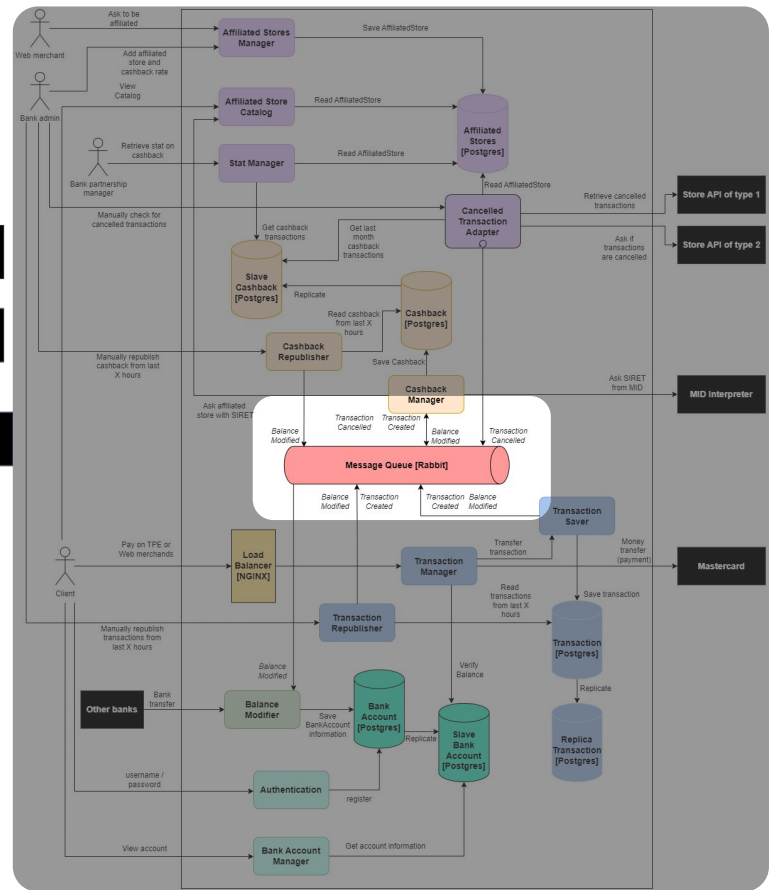 Ask to be
affiliated
Web merchant
Affiliated Stores
Manager
Save AffiliatedStore
Add affiliated
store and
cashback rate
View
Catalog
Bank admin
Affiliated Store
Catalog
Read AffiliatedStore
Affiliated
Stores
[Postgres]
Retrieve stat on
cashback
Bank partnership
manager
Stat Manager
Read AffiliatedStore
Read AffiliatedStore
Manually check for
cancelled transactions
Cancelled
Transaction
Adapter
Retrieve cancelled
transactions
Store API of type 1
Ask if
transactions
are cancelled
Store API of type 2
Get cashback
transactions
Get last
month
cashback
transactions
Slave
Cashback
[Postgres]
Replicate
Cashback
[Postgres]
Read cashback
from last X
hours
Manually republish
cashback from last
X hours
Cashback
Republisher
Save Cashback
Cashback
Manager
Ask SIRET
from MID
MID Interpreter
Ask affiliated
store with SIRET
Balance
Modified
Transaction
Cancelled
Transaction
Created
Balance
Modified
Transaction
Cancelled
Message Queue [Rabbit]
Balance
Modified
Transaction
Created
Transaction
Created
Balance
Modified
Transaction
Saver
Pay on TPE or
Web merchands
Client
Load
Balancer
[NGINX]
Transaction
Manager
Transfer
transaction
Money
transfer
(payment)
Mastercard
Read
transactions
from last X
hours
Save transaction
Manually republish
transactions from
last X hours
Transaction
Republisher
Transaction
[Postgres]
Balance
Modified
Verify
Balance
Replicate
Other banks
Bank
transfer
Balance
Modifier
Save
BankAccount
information
Bank
Account
[Postgres]
Replicate
Slave
Bank
Account
[Postgres]
Replica
Transaction
[Postgres]
username /
password
Authentication
register
View account
Bank Account
Manager
Get account information